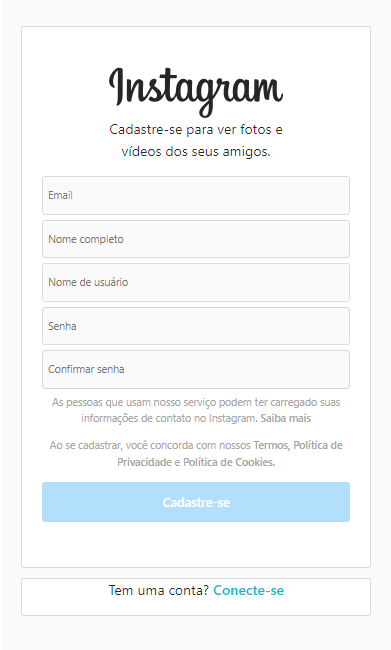 Instagram
Cadastre-se para ver fotos e
vídeos dos seus amigos.
Email
Nome completo
Nome de usuário
Senha
Confirmar senha
As pessoas que usam nosso serviço podem ter carregado suas
informações de contato no Instagram. Saiba mais
Ao se cadastrar, você concorda com nossos Termos, Política de
Privacidade e Política de Cookies.
Cadastre-se
Tem uma conta? Conecte-se